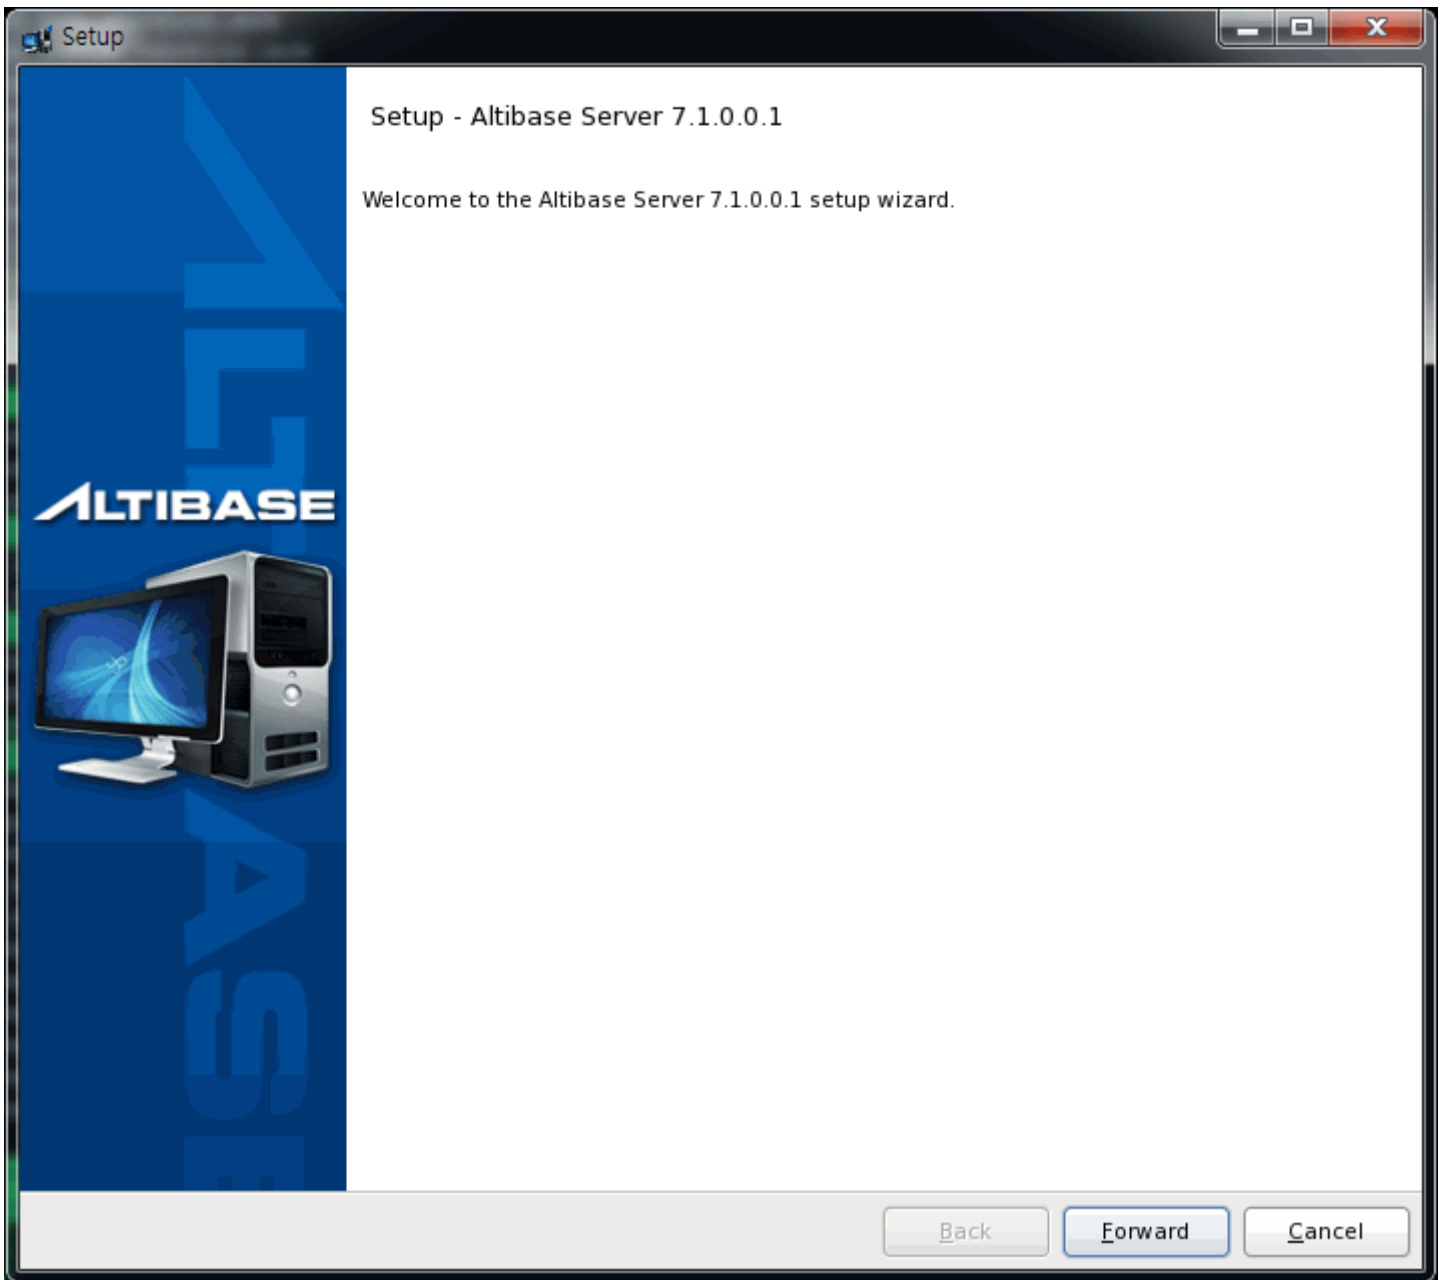 Setup
Setup - Altibase Server 7.1.0.0.1
Welcome to the Altibase Server 7.1.0.0.1 setup wizard.
ALTIBASE
ALTIBASE
Back
Forward
Cancel